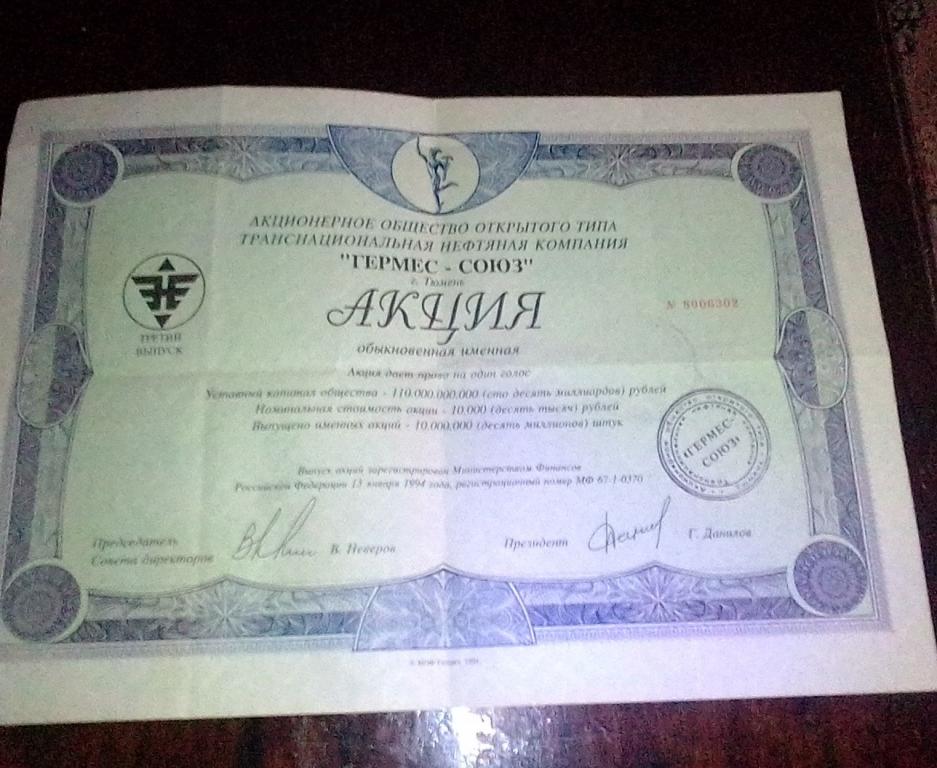 АКЦИОНЕРНОЕ ОБЩЕСТВО ОТКРЫТОГО ТИПА
ТРАНСНАЦИОНАЛЬНАЯ НЕФТЯНАЯ КОМПАНИЯ
"ГЕРМЕС - СОЮЗ"
г. Тюмень
АКЦИЯ
№ 8006302
ТРЕТИЙ
ВЫПУСК
обыкновенная именная
Акция дает право на один голос
Уставный капитал общества - 110.000.000.000 (сто десять миллиардов) рублей
Номинальная стоимость акции - 10.000 (десять тысяч) рублей
Выпущено именных акций - 10.000.000 (десять миллионов) штук
"ГЕРМЕС-
СОЮЗ"
Выпуск акций зарегистрирован Министерством Финансов
Российской Федерации 13 января 1994 года, регистрационный номер МФ 67-1-0370
Председатель
Совета директоров
В. Неверов
Президент
Г. Данилов